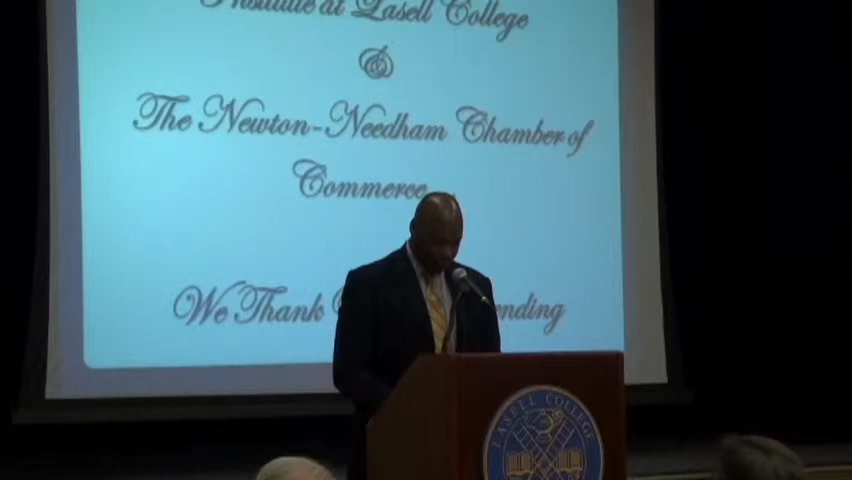 Institute at Lasell College
&
The Newton-Needham Chamber of
Commerce
We Thank ending
LASELL COLLEGE